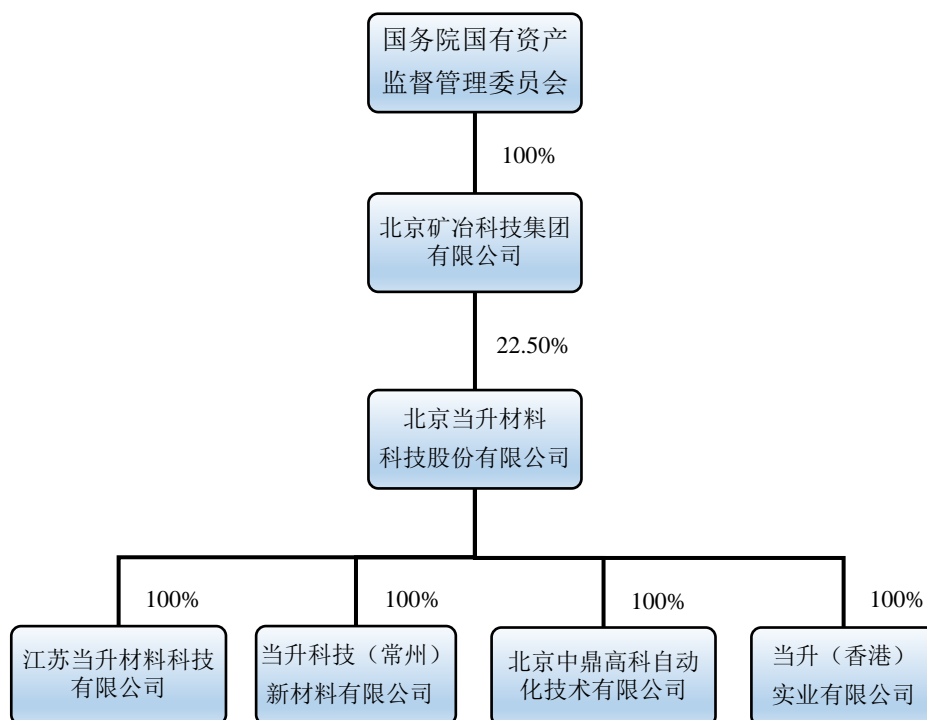 国务院国有资产
监督管理委员会
100%
北京矿冶科技集团
有限公司
22.50%
北京当升材料
科技股份有限公司
100%
100%
100%
100%
江苏当升材料科技
有限公司
当升科技（常州）
新材料有限公司
北京中鼎高科自动
化技术有限公司
当升（香港）
实业有限公司